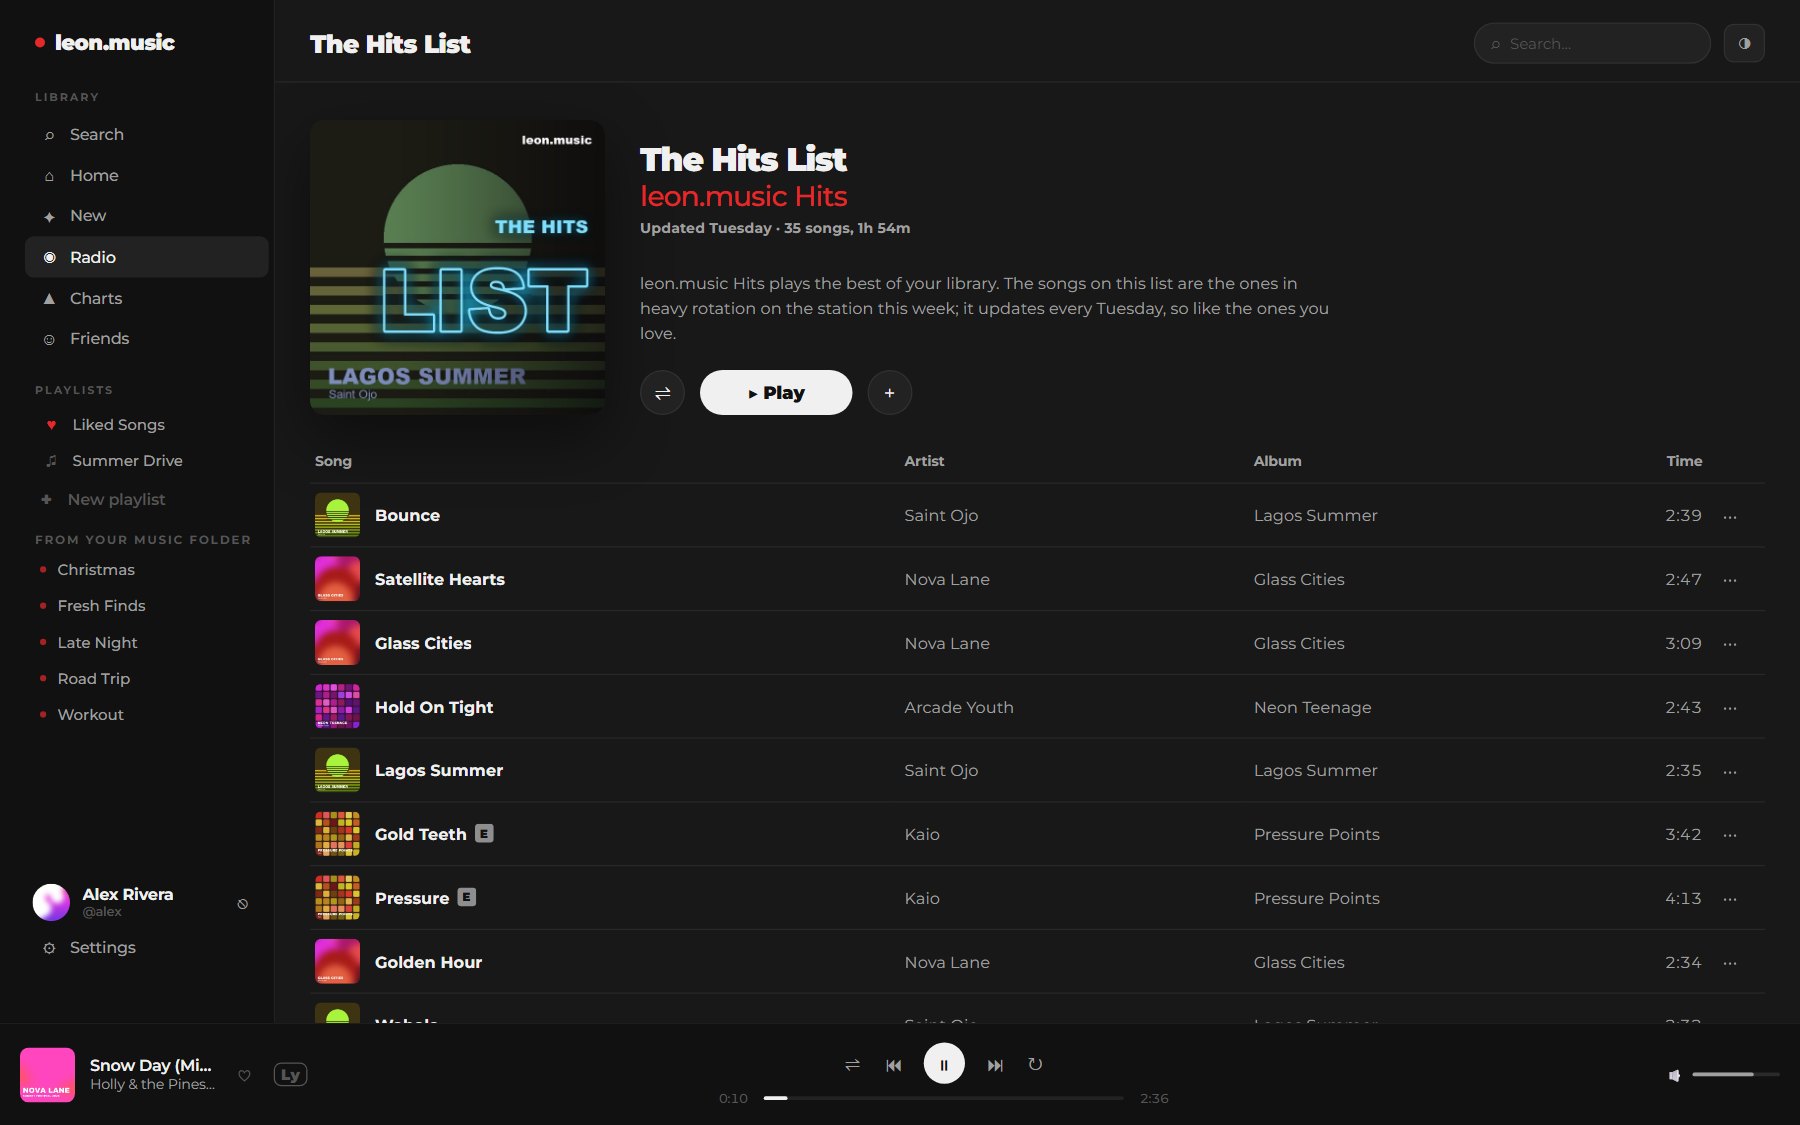 leon.music
LIBRARY
Search
Home
New
Radio
Charts
Friends
PLAYLISTS
Liked Songs
Summer Drive
New playlist
FROM YOUR MUSIC FOLDER
Christmas
Fresh Finds
Late Night
Road Trip
Workout
Alex Rivera
@alex
Settings
The Hits List
Search...
leon.music
THE HITS
LIST
LAGOS SUMMER
Saint Ojo
The Hits List
leon.music Hits
Updated Tuesday · 35 songs, 1h 54m
leon.music Hits plays the best of your library. The songs on this list are the ones in
heavy rotation on the station this week; it updates every Tuesday, so like the ones you
love.
Play
Song Artist Album Time
Bounce Saint Ojo Lagos Summer 2:39
Satellite Hearts Nova Lane Glass Cities 2:47
Glass Cities Nova Lane Glass Cities 3:09
Hold On Tight Arcade Youth Neon Teenage 2:43
Lagos Summer Saint Ojo Lagos Summer 2:35
Gold Teeth E Kaio Pressure Points 3:42
Pressure E Kaio Pressure Points 4:13
Golden Hour Nova Lane Glass Cities 2:34
Snow Day (Mi...
Holly & the Pines...
Ly
NOVA LANE
0:10
2:36